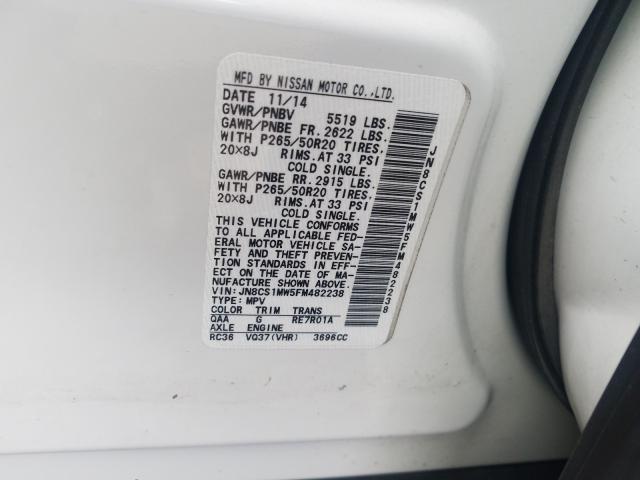 MFD BY NISSAN MOTOR CO.,LTD.
DATE 11/14
GVWR/PNBV 5519 LBS.
GAWR/PNBE FR. 2622 LBS.
WITH P265/50R20 TIRES,
20×8J RIMS.AT 33 PSI
COLD SINGLE.
GAWR/PNBE RR. 2915 LBS.
WITH P265/50R20 TIRES,
20×8J RIMS.AT 33 PSI
COLD SINGLE.
THIS VEHICLE CONFORMS
TO ALL APPLICABLE FED-
ERAL MOTOR VEHICLE SA-
FETY AND THEFT PREVEN-
TION STANDARDS IN EFF-
ECT ON THE DATE OF MA-
NUFACTURE SHOWN ABOVE.
VIN:JN8CS1MW5FM482238
TYPE:MPV
COLOR TRIM TRANS
QAA G RE7R01A
AXLE ENGINE
RC36 VQ37(VHR) 3696CC
JN8CS1MW5FM482238